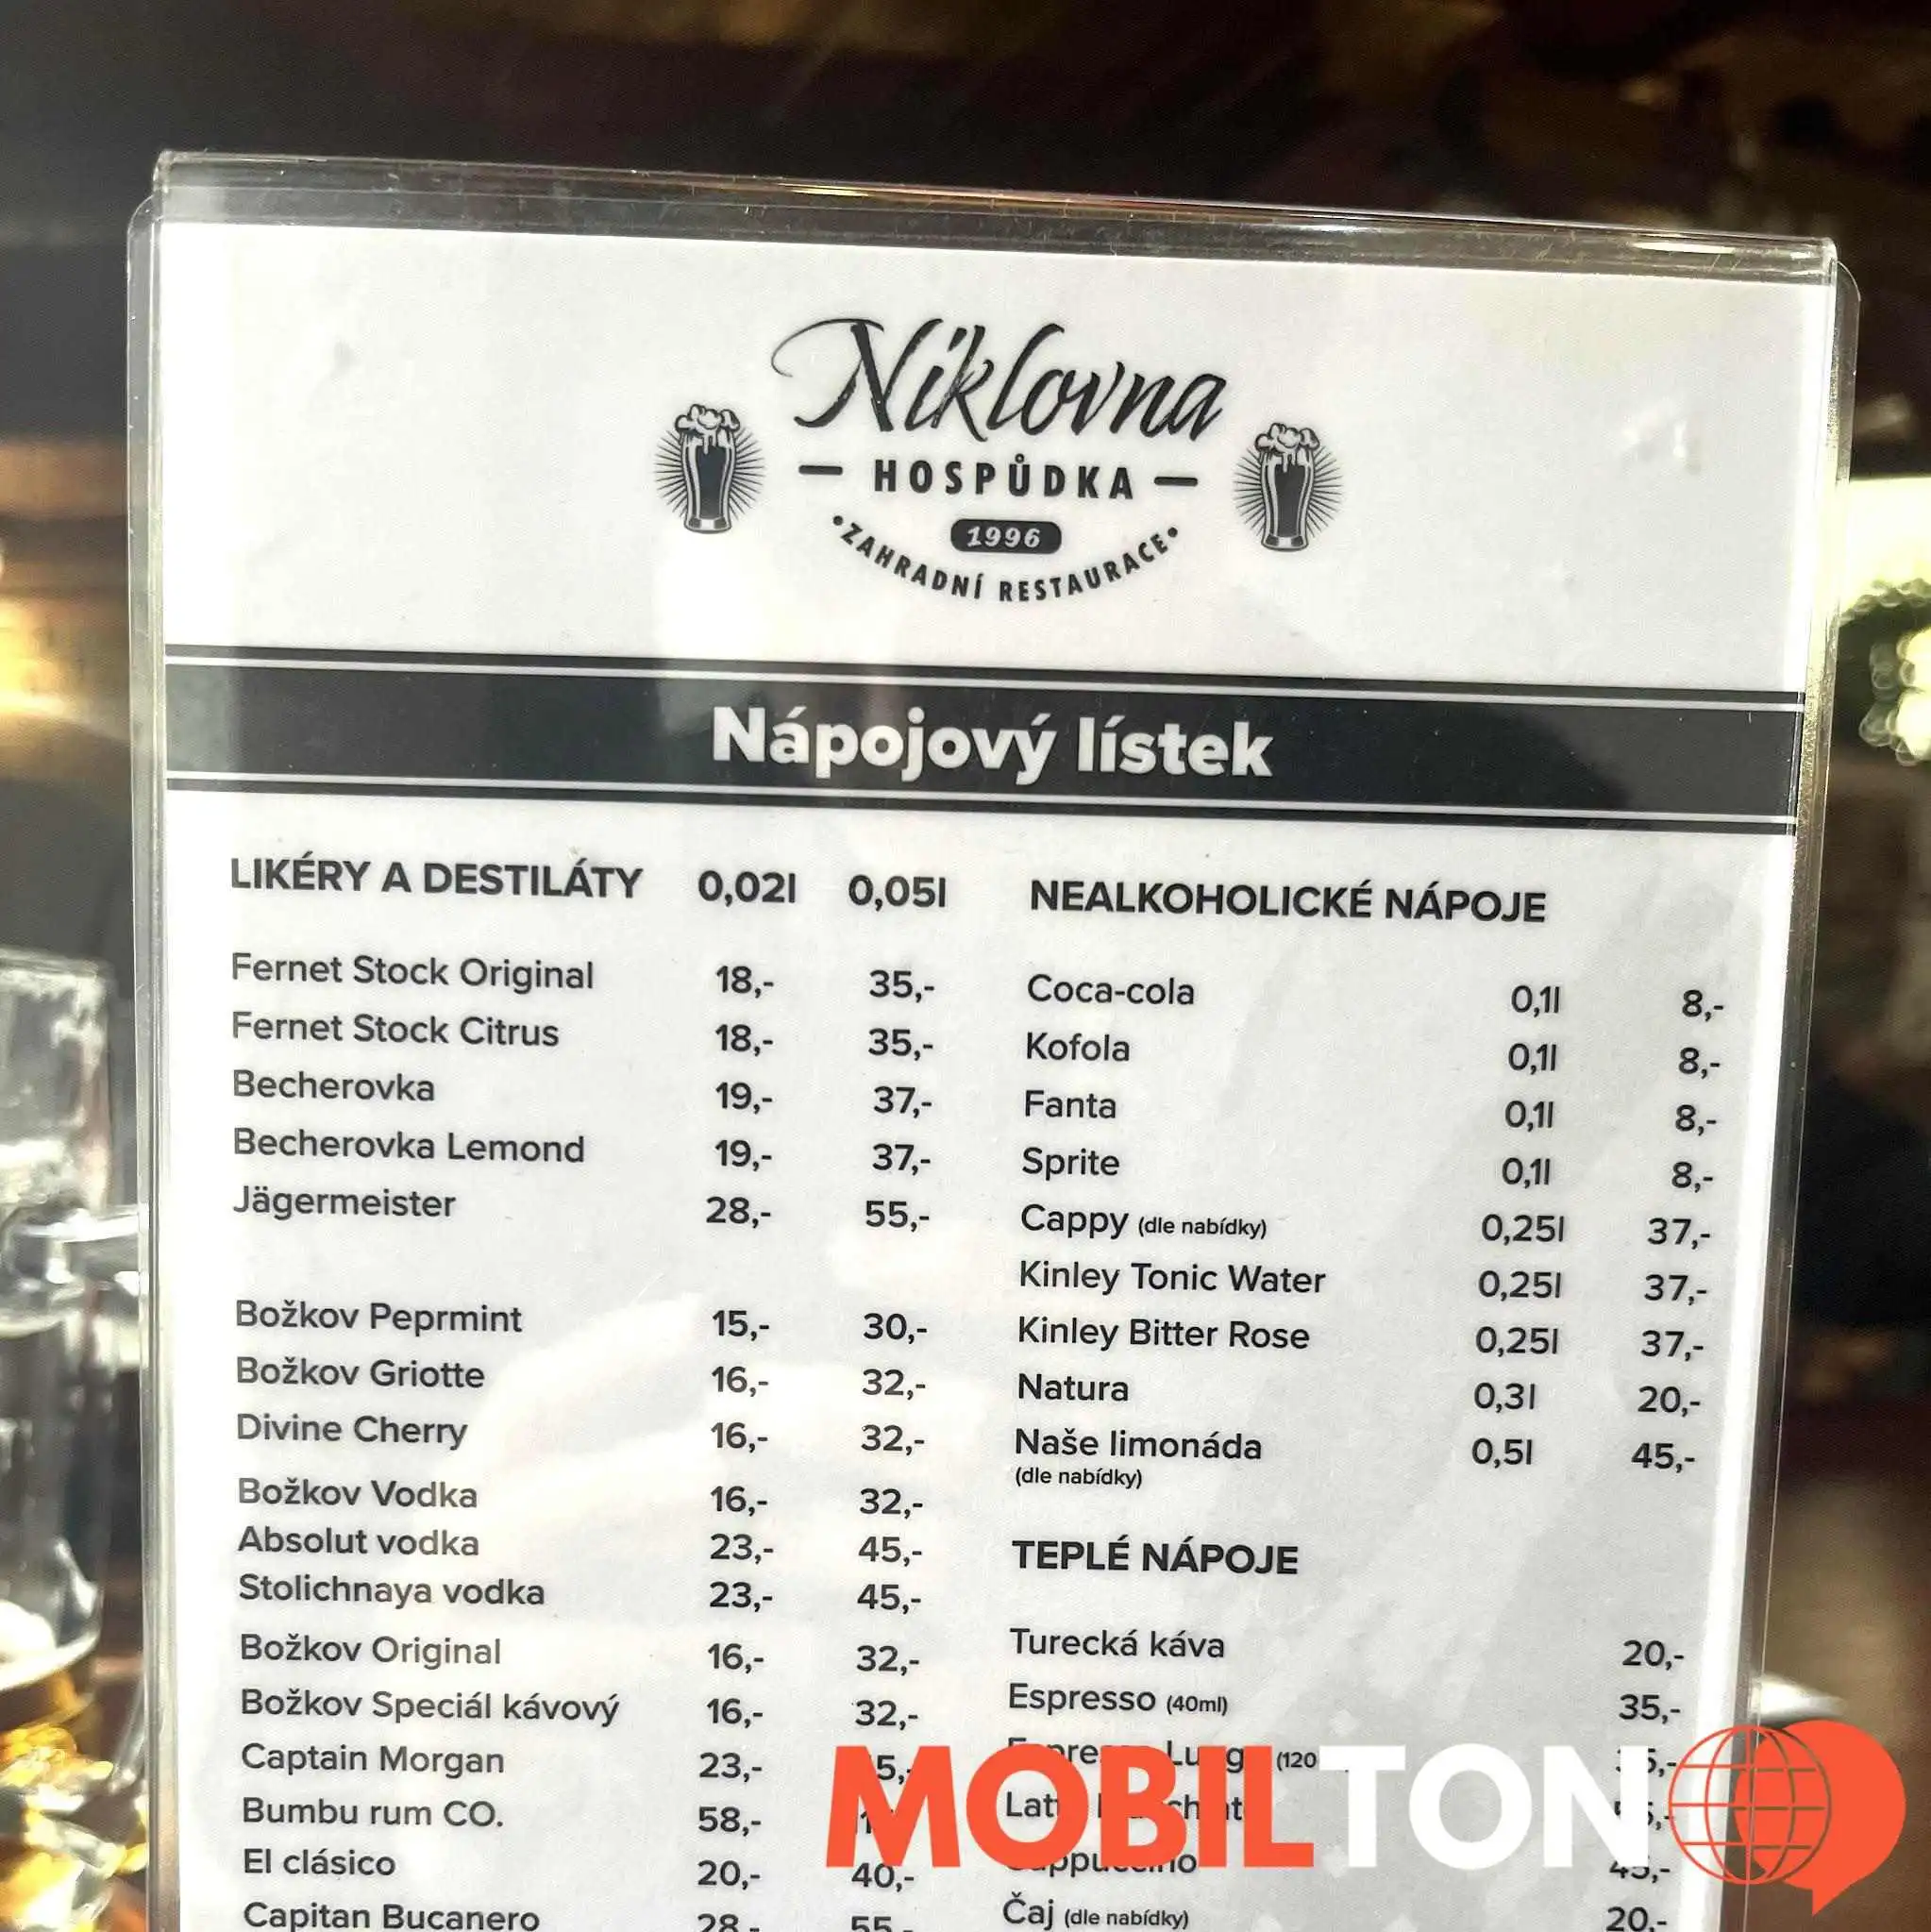 Niklovna
HOSPŮDKA
1996
•ZAHRADNÍ RESTAURACE•
Nápojový lístek
LIKÉRY A DESTILÁTY 0,02l 0,05l
Fernet Stock Original 18,- 35,-
Fernet Stock Citrus 18,- 35,-
Becherovka 19,- 37,-
Becherovka Lemond 19,- 37,-
Jägermeister 28,- 55,-
Božkov Peprmint 15,- 30,-
Božkov Griotte 16,- 32,-
Divine Cherry 16,- 32,-
Božkov Vodka 16,- 32,-
Absolut vodka 23,- 45,-
Stolichnaya vodka 23,- 45,-
Božkov Original 16,- 32,-
Božkov Speciál kávový 16,- 32,-
Captain Morgan 23,-
Bumbu rum CO. 58,-
El clásico 20,- 40,-
Capitan Bucanero 28,- 55,-
NEALKOHOLICKÉ NÁPOJE
Coca-cola 0,1l 8,-
Kofola 0,1l 8,-
Fanta 0,1l 8,-
Sprite 0,1l 8,-
Cappy (dle nabídky) 0,25l 37,-
Kinley Tonic Water 0,25l 37,-
Kinley Bitter Rose 0,25l 37,-
Natura 0,3l 20,-
Naše limonáda 0,5l 45,-
(dle nabídky)
TEPLÉ NÁPOJE
Turecká káva 20,-
Espresso (40ml) 35,-
Čaj (dle nabídky) 20,-
MOBILTON